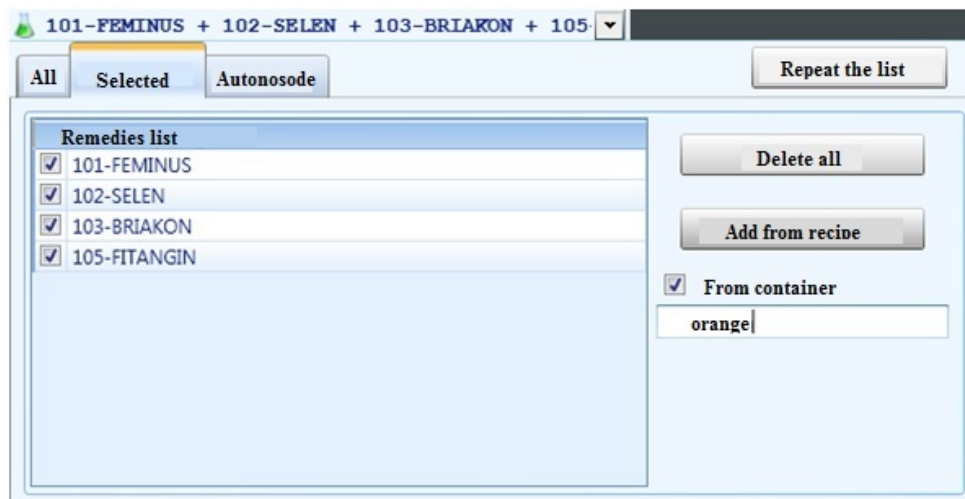 101-FEMINUS + 102-SELEN + 103-BRIAKON + 105-
All Selected Autonosode
Repeat the list
Remedies list
101-FEMINUS
102-SELEN
103-BRIAKON
105-FITANGIN
Delete all
Add from recipe
From container
orange